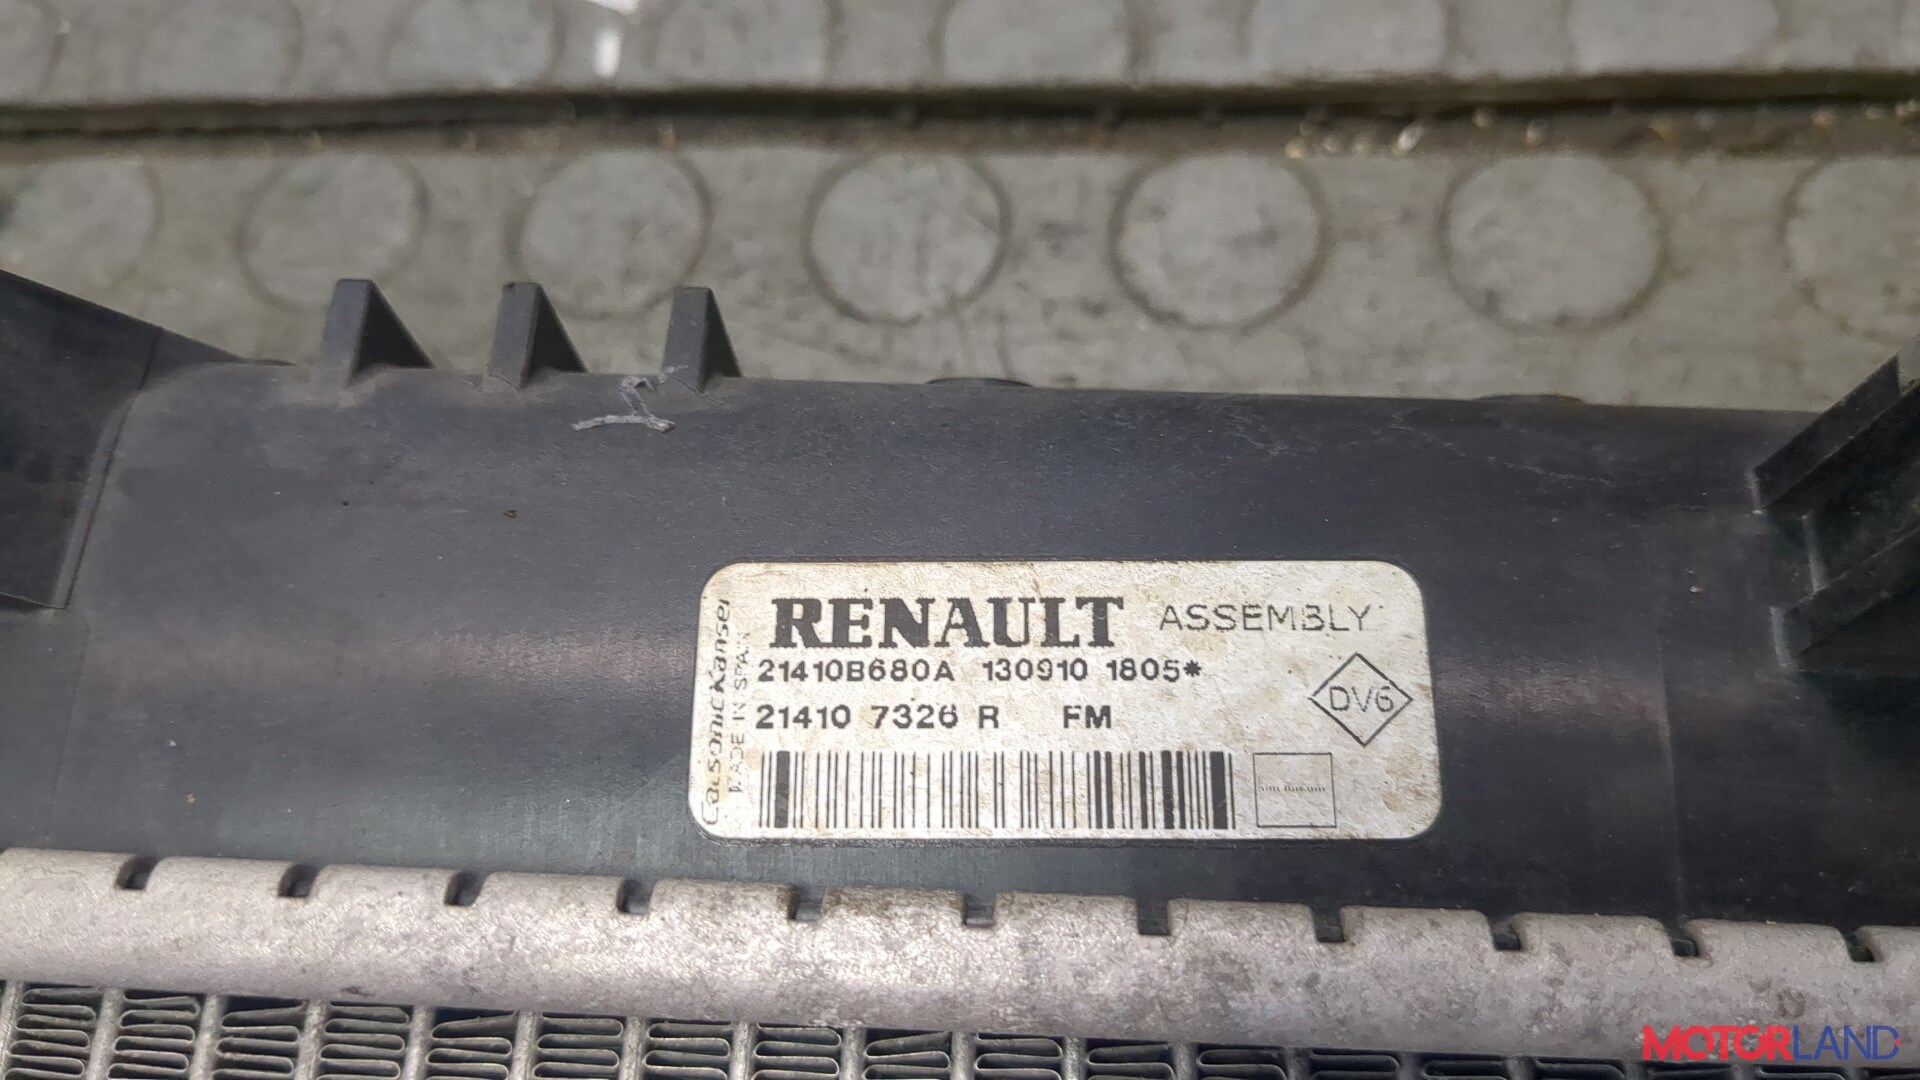 RENAULT ASSEMBLY
21410B680A 130910 1805*
21410 7326 R FM
DV6
CalsonicKansei
MADE IN SPAIN
MOTORLAND